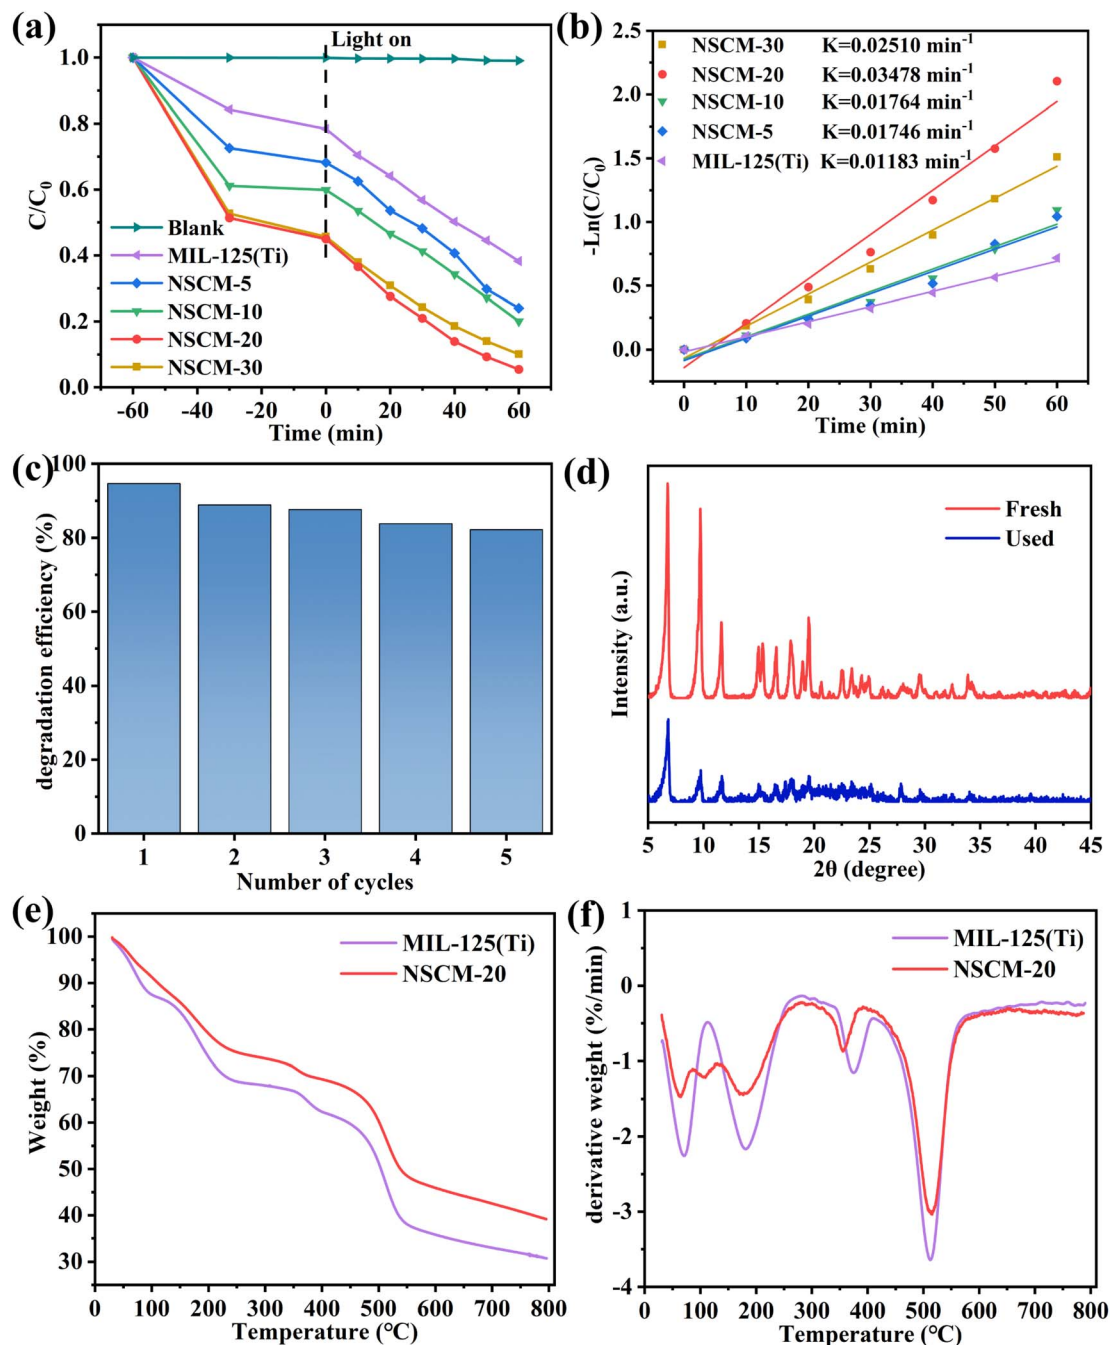 (a)
Light on
1.0
0.8
0.6
0.4
0.2
0.0
C/C0
Blank
MIL-125(Ti)
NSCM-5
NSCM-10
NSCM-20
NSCM-30
-60 -40 -20 0 20 40 60
Time (min)
(b)
2.5
2.0
1.5
1.0
0.5
0.0
-Ln(C/C0)
NSCM-30 K=0.02510 min-1
NSCM-20 K=0.03478 min-1
NSCM-10 K=0.01764 min-1
NSCM-5 K=0.01746 min-1
MIL-125(Ti) K=0.01183 min-1
0 10 20 30 40 50 60
Time (min)
(c)
100
80
60
40
20
0
degradation efficiency (%)
1 2 3 4 5
Number of cycles
(d)
Fresh
Used
Intensity (a.u.)
5 10 15 20 25 30 35 40 45
2θ (degree)
(e)
100
90
80
70
60
50
40
30
Weight (%)
MIL-125(Ti)
NSCM-20
0 100 200 300 400 500 600 700 800
Temperature (℃)
(f)
1
0
-1
-2
-3
-4
derivative weight (%/min)
MIL-125(Ti)
NSCM-20
0 100 200 300 400 500 600 700 800
Temperature (℃)